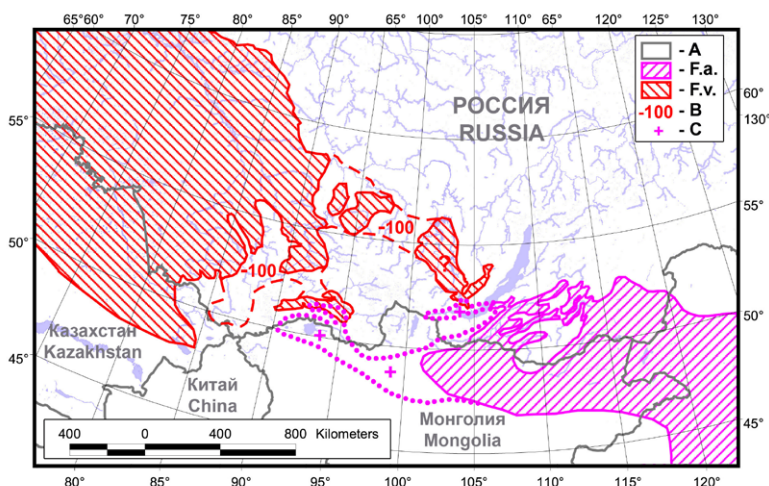 65°60° 70° 75° 80° 85° 90° 95° 100° 105° 110° 65° 120° 125° 130°
- A
- F.a.
- F.v.
-100 - B
+ - C
РОССИЯ
RUSSIA
60°
130°
55°
55°
-100
50°
-100
?
50°
Казахстан
Kazakhstan
45°
Китай
China
Монголия
Mongolia
45°
400 0 400 800 Kilometers
80° 85° 90° 95° 100° 105° 110° 115° 120°